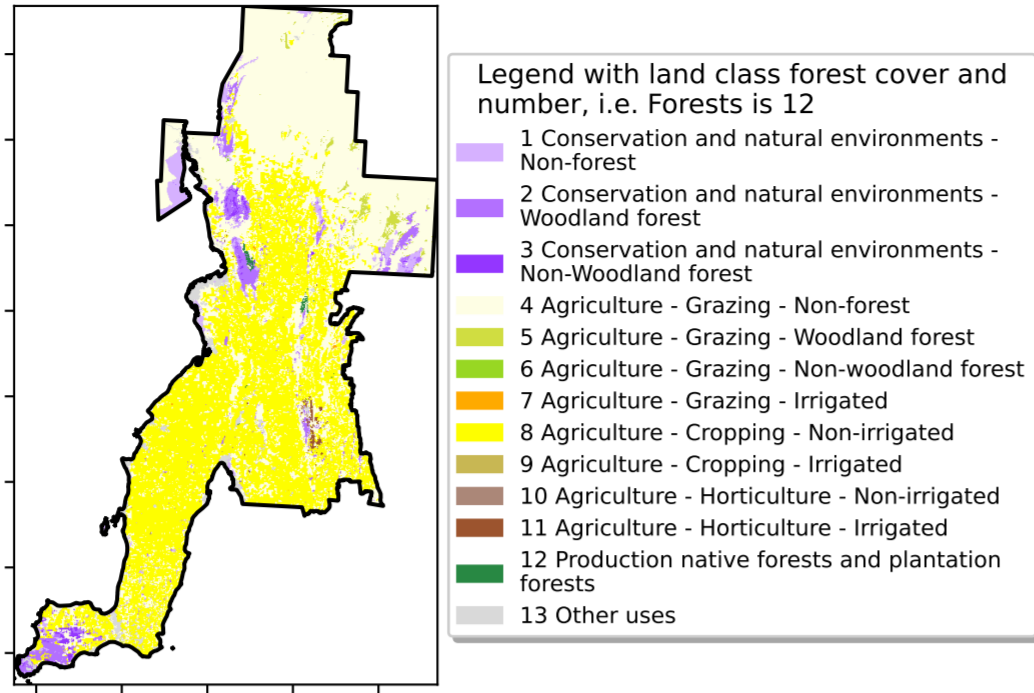 Legend with land class forest cover and
number, i.e. Forests is 12
1 Conservation and natural environments -
Non-forest
2 Conservation and natural environments -
Woodland forest
3 Conservation and natural environments -
Non-Woodland forest
4 Agriculture - Grazing - Non-forest
5 Agriculture - Grazing - Woodland forest
6 Agriculture - Grazing - Non-woodland forest
7 Agriculture - Grazing - Irrigated
8 Agriculture - Cropping - Non-irrigated
9 Agriculture - Cropping - Irrigated
10 Agriculture - Horticulture - Non-irrigated
11 Agriculture - Horticulture - Irrigated
12 Production native forests and plantation
forests
13 Other uses